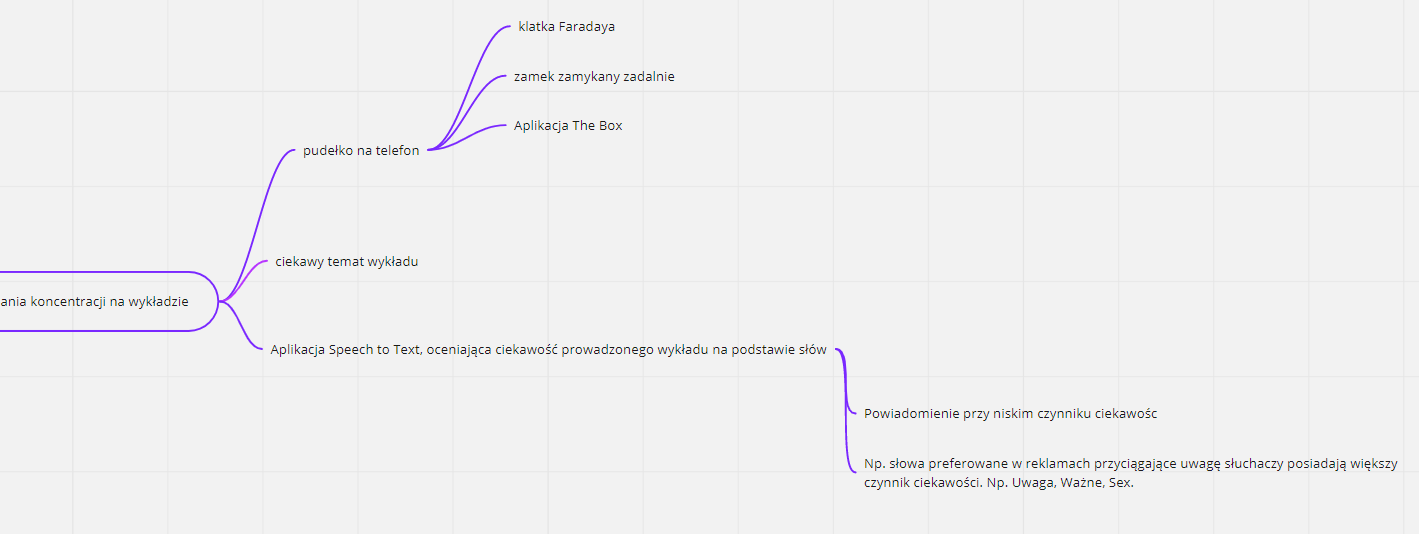 klatka Faradaya
zamek zamykany zadalnie
Aplikacja The Box
pudełko na telefon
ciekawy temat wykładu
ania koncentracji na wykładzie
Aplikacja Speech to Text, oceniająca ciekawość prowadzonego wykładu na podstawie słów
Powiadomienie przy niskim czynniku ciekawośc
Np. słowa preferowane w reklamach przyciągające uwagę słuchaczy posiadają większy
czynnik ciekawości. Np. Uwaga, Ważne, Sex.